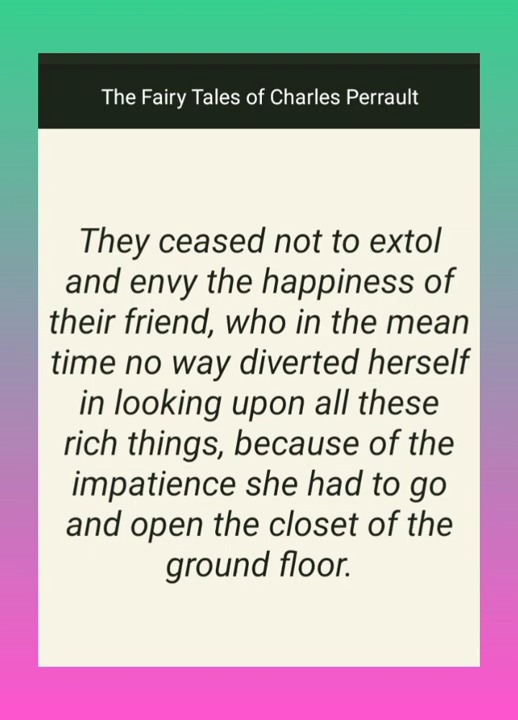 The Fairy Tales of Charles Perrault
They ceased not to extol
and envy the happiness of
their friend, who in the mean
time no way diverted herself
in looking upon all these
rich things, because of the
impatience she had to go
and open the closet of the
ground floor.